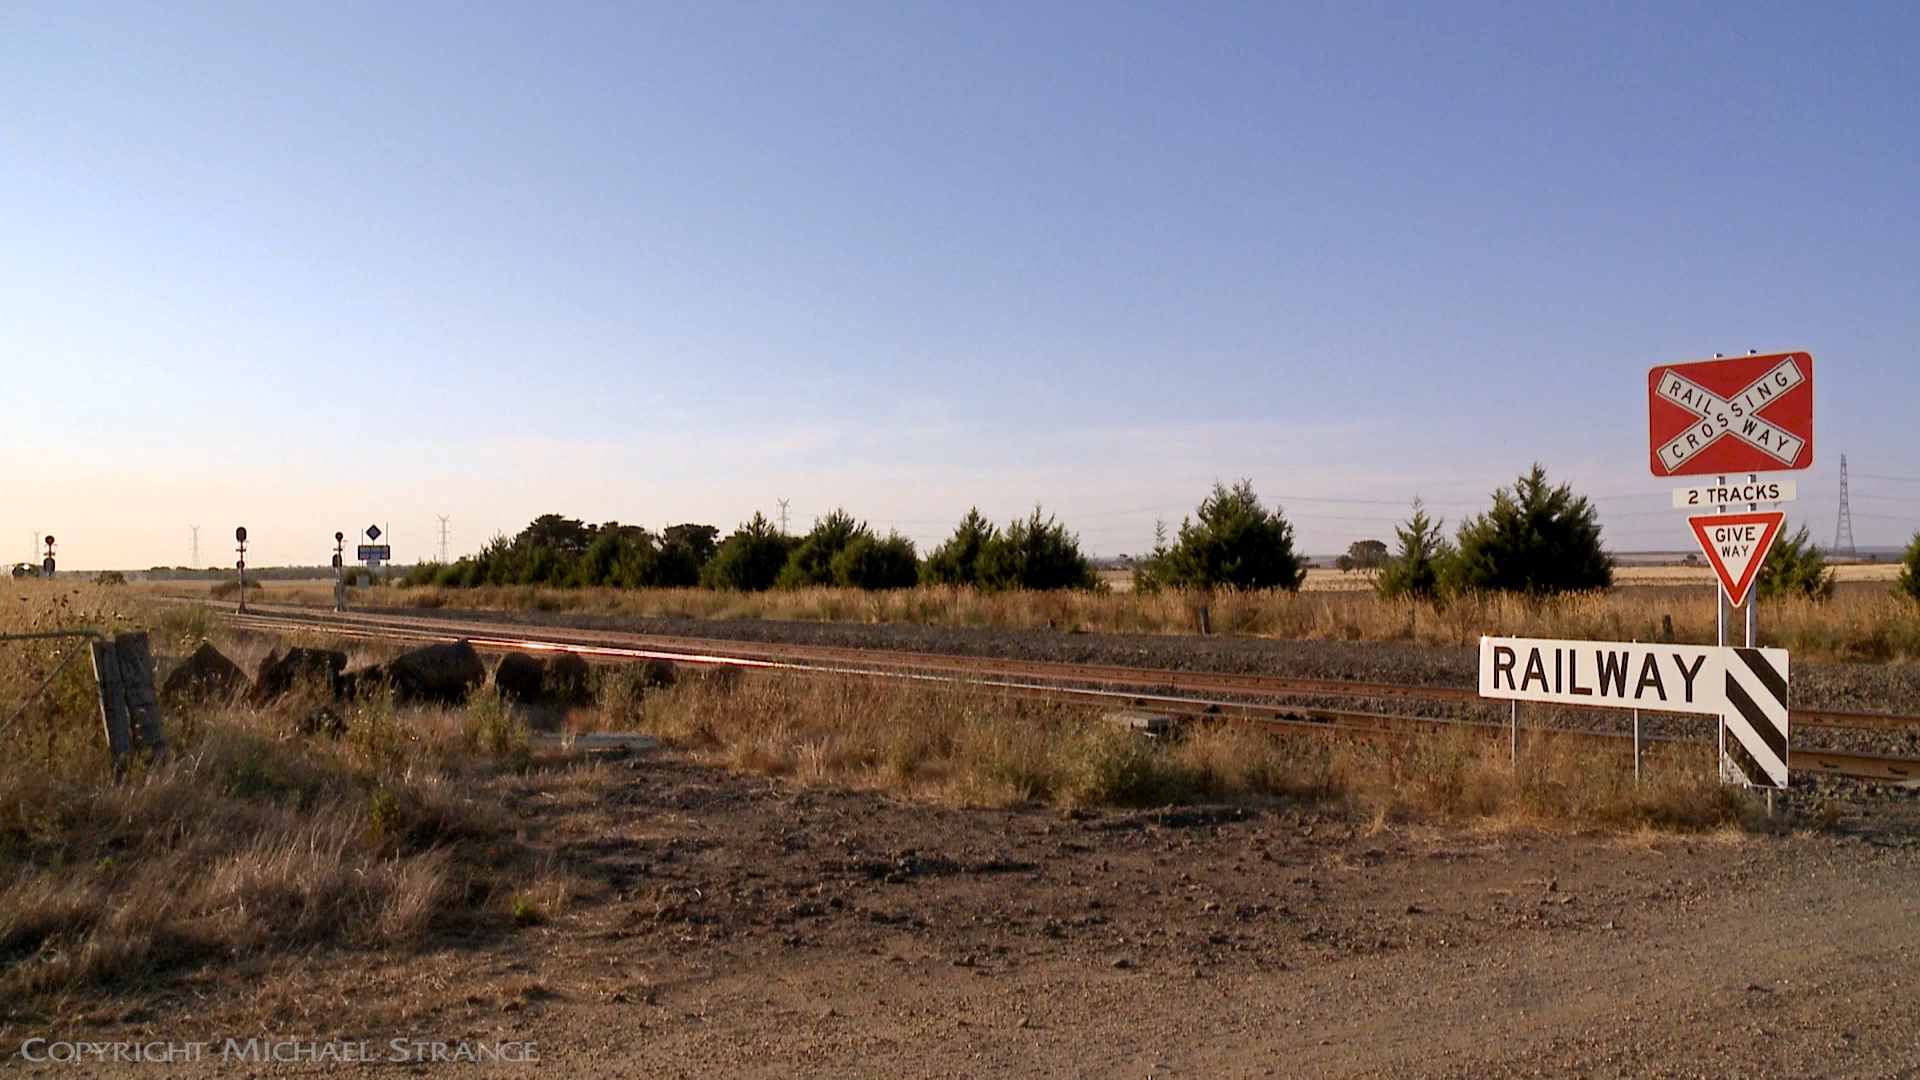 RAILWAY
CROSSING
2 TRACKS
GIVE
WAY
RAILWAY
Copyright Michael Strange